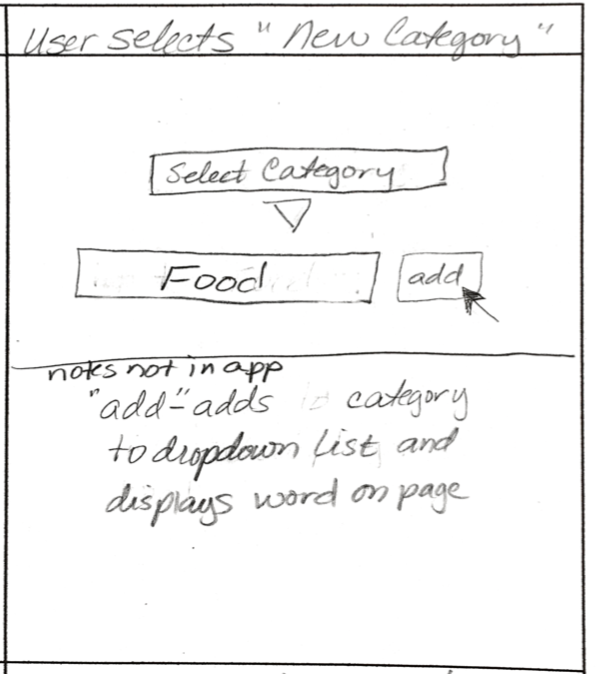 User selects "New Category"
Select Category
Food
add
notes not in app
"add"-adds category
to dropdown list and
displays word on page